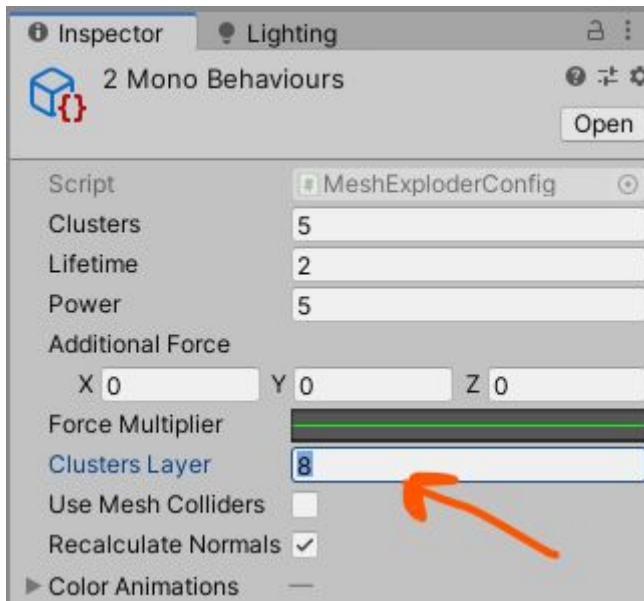 Inspector Lighting
2 Mono Behaviours
Open
Script MeshExploderConfig
Clusters 5
Lifetime 2
Power 5
Additional Force
X 0 Y 0 Z 0
Force Multiplier
Clusters Layer 8
Use Mesh Colliders
Recalculate Normals
Color Animations —